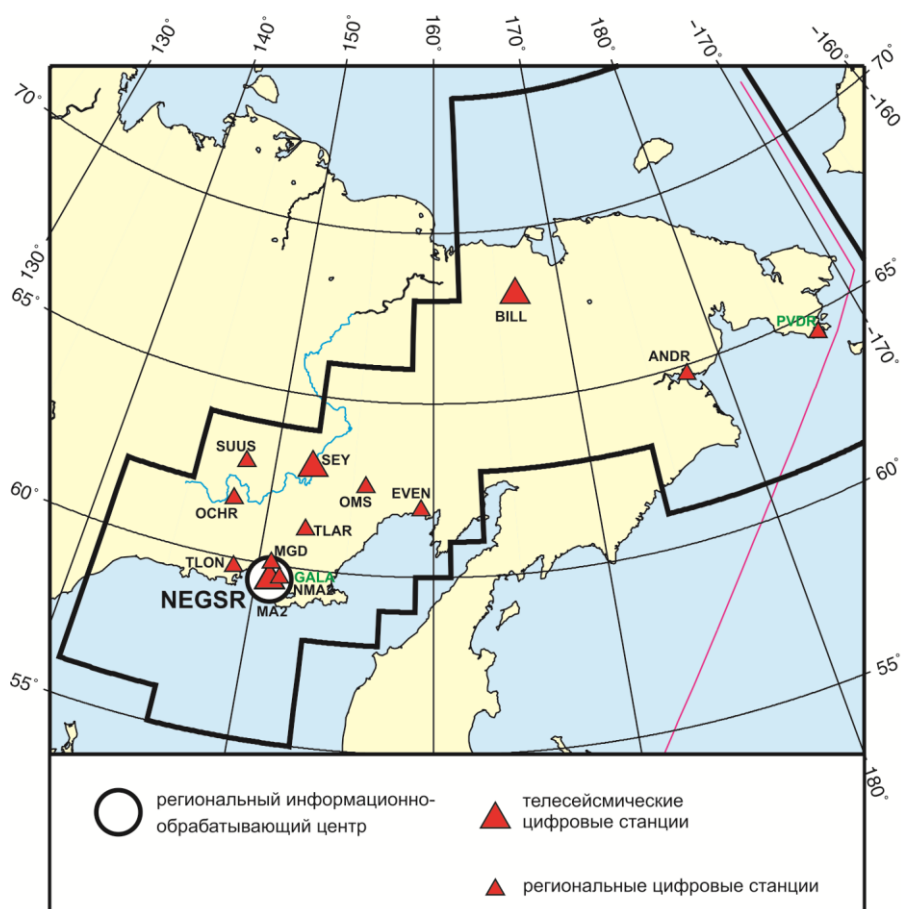 130°
140°
150°
160°
170°
180°
-170°
-160°
70°
-160
70°
130°
65°
65°
-170°
BILL
PVDR
ANDR
SUUS
SEY
60°
60°
OCHR
OMS
EVEN
TLAR
MGD
TLON
GALA
NMA2
NEGSR
MA2
55°
55°
180°
региональный информационно-
обрабатывающий центр
телесейсмические
цифровые станции
региональные цифровые станции